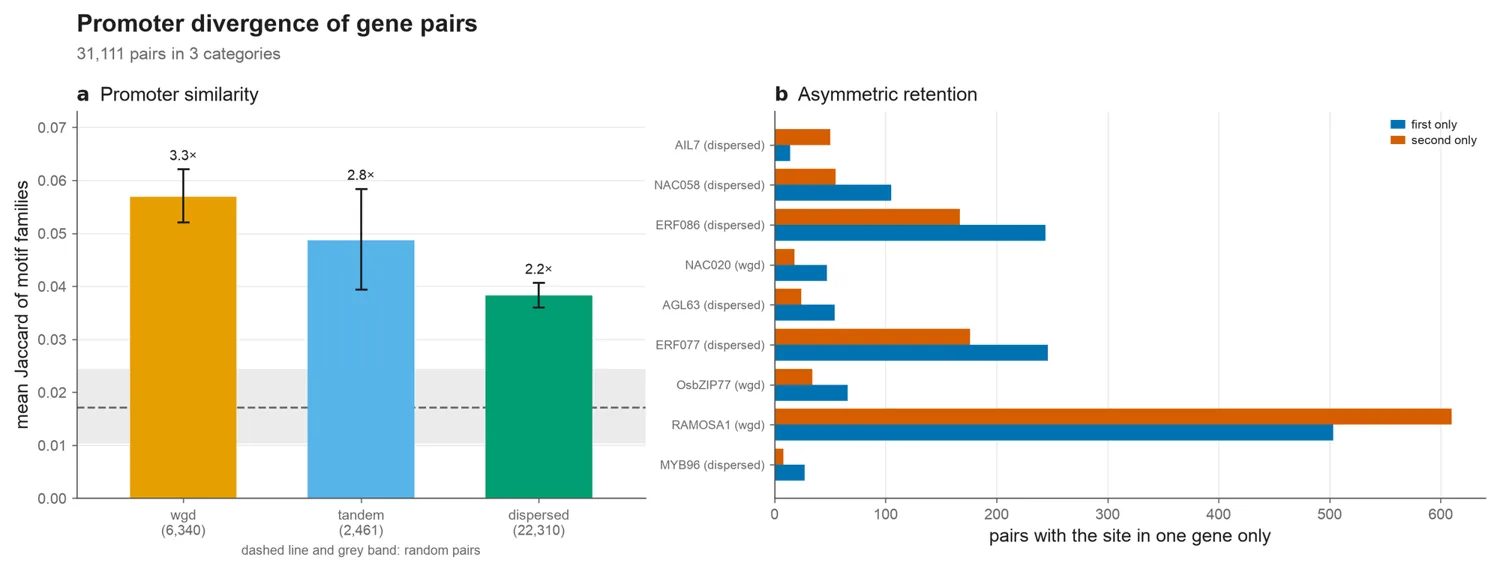 Promoter divergence of gene pairs
31,111 pairs in 3 categories
a Promoter similarity
mean Jaccard of motif families
0.07
0.06
0.05
0.04
0.03
0.02
0.01
0.00
3.3×
2.8×
2.2×
wgd
(6,340)
tandem
(2,461)
dispersed
(22,310)
dashed line and grey band: random pairs
b Asymmetric retention
first only
second only
AIL7 (dispersed)
NAC058 (dispersed)
ERF086 (dispersed)
NAC020 (wgd)
AGL63 (dispersed)
ERF077 (dispersed)
OsbZIP77 (wgd)
RAMOSA1 (wgd)
MYB96 (dispersed)
0 100 200 300 400 500 600
pairs with the site in one gene only